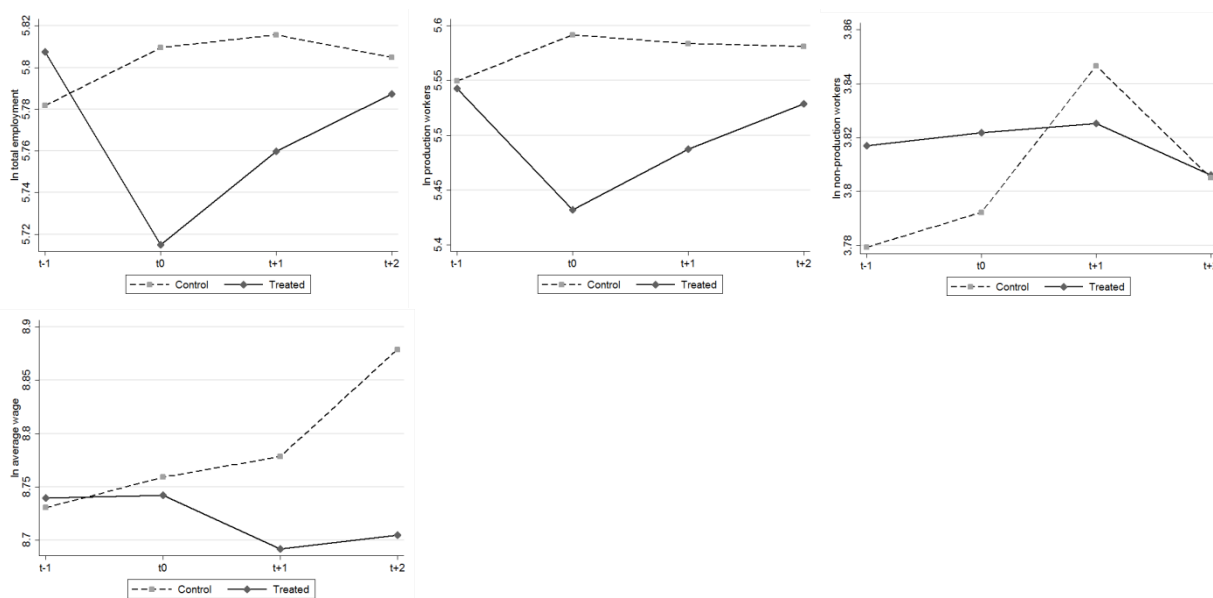 ln total employment
5.82
5.8
5.78
5.76
5.74
5.72
t-1 t0 t+1 t+2
Control Treated
ln production workers
5.6
5.55
5.5
5.45
5.4
t-1 t0 t+1 t+2
Control Treated
ln non-production workers
3.86
3.84
3.82
3.8
3.78
t-1 t0 t+1 t+2
Control Treated
ln average wage
8.9
8.85
8.8
8.75
8.7
t-1 t0 t+1 t+2
Control Treated